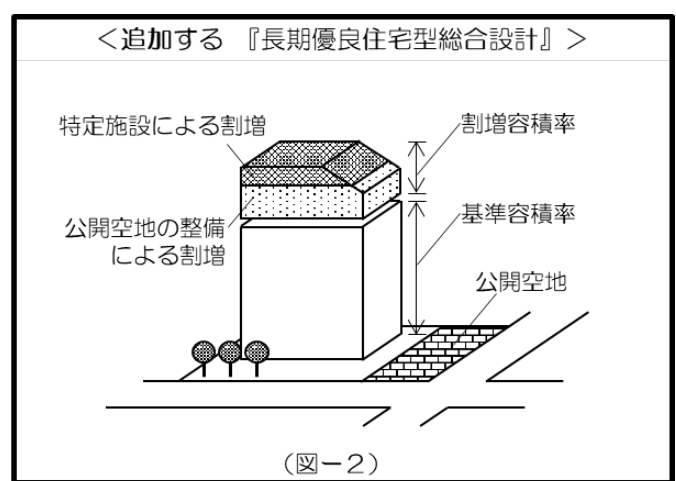 ＜追加する 『長期優良住宅型総合設計』＞
特定施設による割増
割増容積率
公開空地の整備
による割増
基準容積率
公開空地
（図－２）